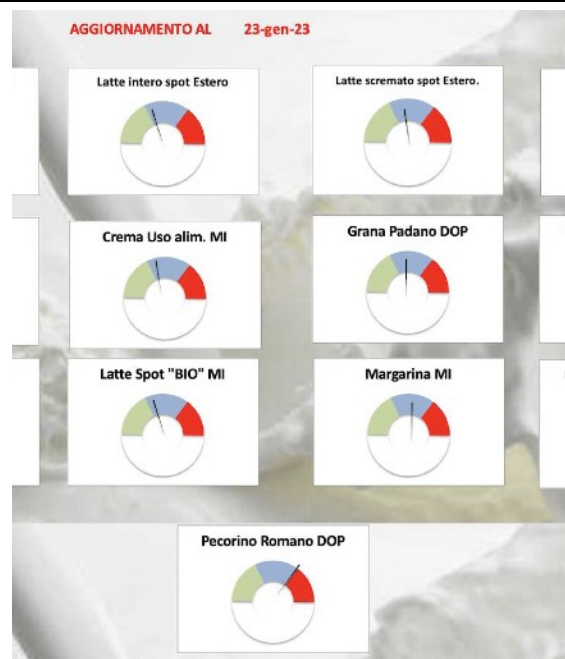 AGGIORNAMENTO AL 23-gen-23
Latte intero spot Estero
Latte scremato spot Estero.
Crema Uso alim. MI
Grana Padano DOP
Latte Spot "BIO" MI
Margarina MI
Pecorino Romano DOP